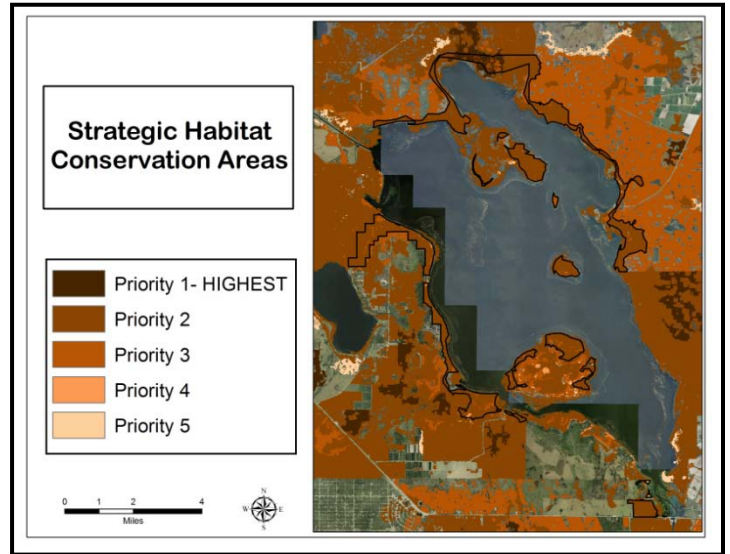 Strategic Habitat
Conservation Areas
Priority 1- HIGHEST
Priority 2
Priority 3
Priority 4
Priority 5
0 1 2 4
Miles
N
W E
S